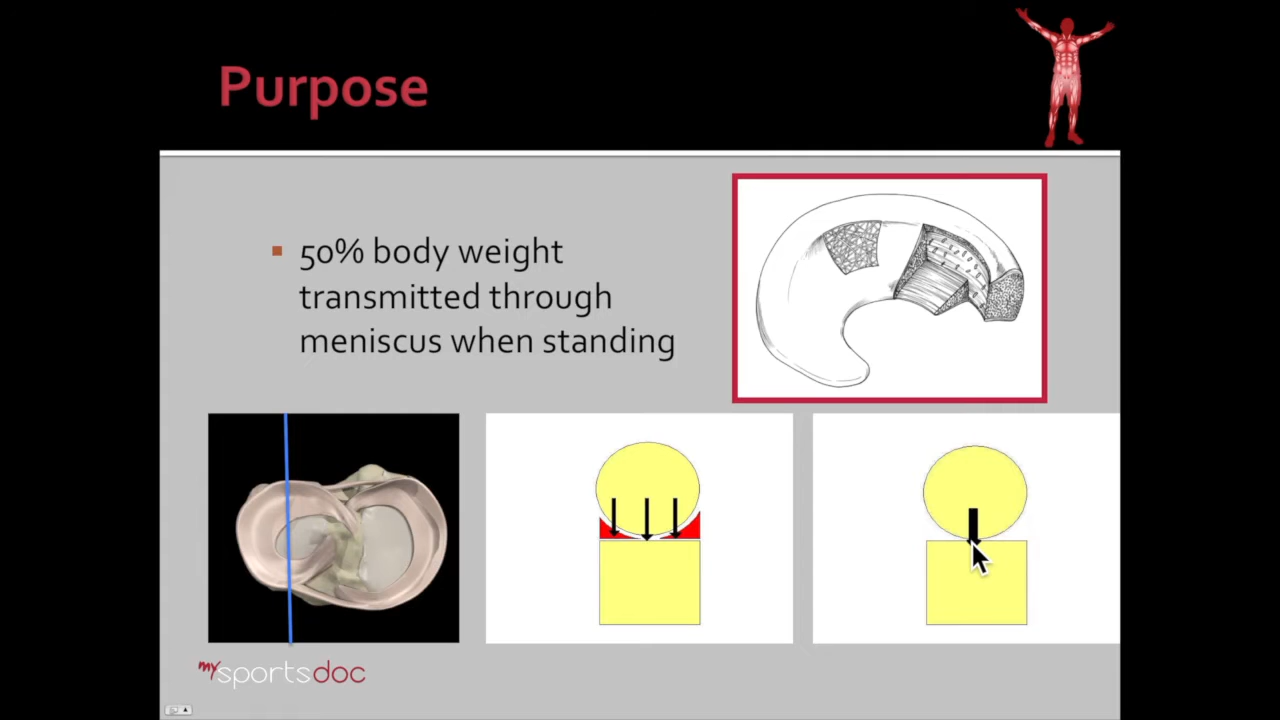 Purpose
50% body weight
transmitted through
meniscus when standing
mysportsdoc